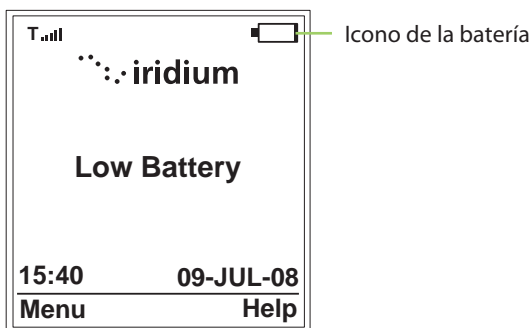 T
Icono de la batería
iridium
Low Battery
15:40 09-JUL-08
Menu Help